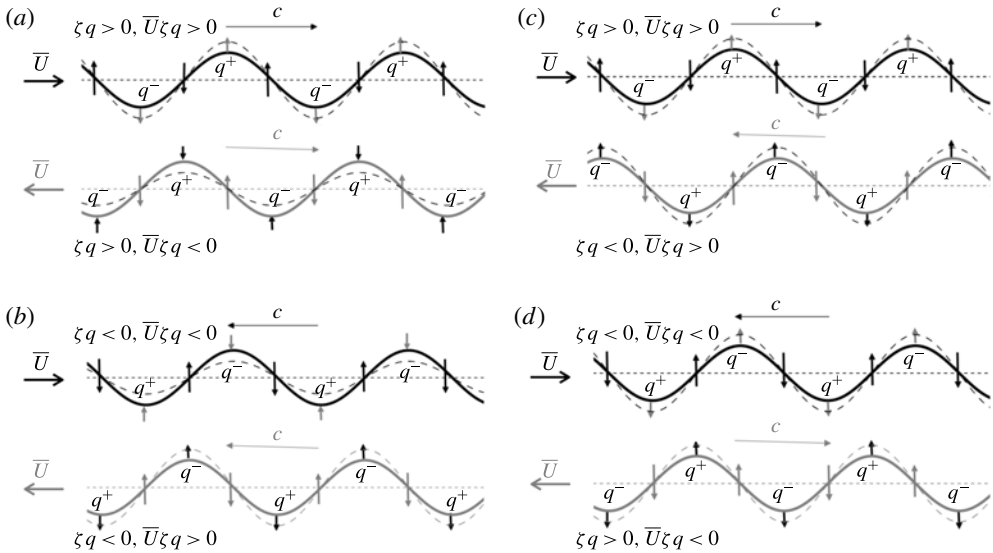 (a)
ζq > 0, U̅ζq > 0
c
U̅
q⁺ q⁺
q⁻ q⁻
c
U̅
q⁻ q⁺ q⁻ q⁺ q⁻
ζq > 0, U̅ζq < 0
(c)
ζq > 0, U̅ζq > 0
c
U̅
q⁺ q⁺
q⁻ q⁻
c
U̅
q⁻ q⁺ q⁻ q⁺ q⁻
ζq < 0, U̅ζq > 0
(b)
ζq < 0, U̅ζq < 0
c
U̅
q⁻ q⁻
q⁺ q⁺
c
U̅
q⁻ q⁻
q⁺ q⁺ q⁺
ζq < 0, U̅ζq > 0
(d)
ζq < 0, U̅ζq < 0
c
U̅
q⁻ q⁻
q⁺ q⁺
c
U̅
q⁺ q⁺
q⁻ q⁻ q⁻
ζq > 0, U̅ζq < 0